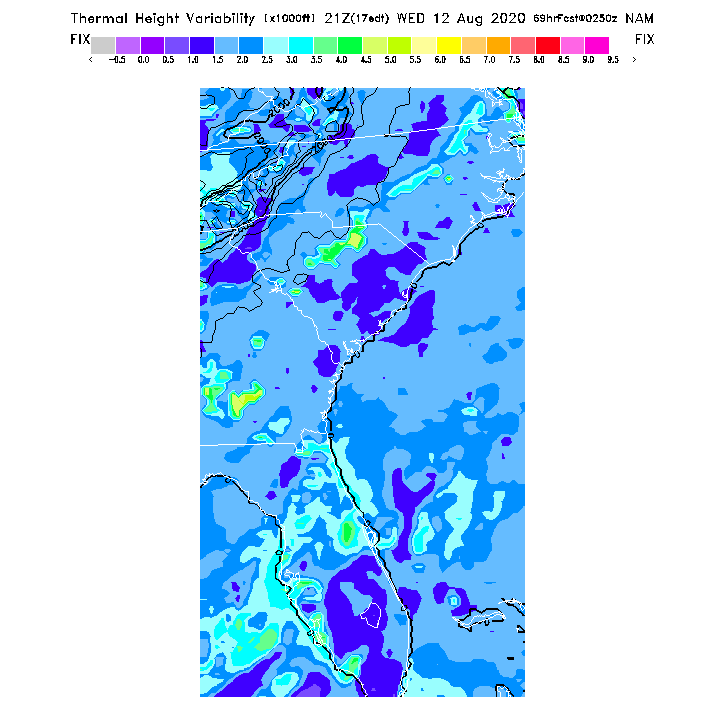 Thermal Height Variability [x1000ft] 21Z(17edt) WED 12 Aug 2020 69hrFcst@0250z NAM
FIX FIX
< -0.5 0.0 0.5 1.0 1.5 2.0 2.5 3.0 3.5 4.0 4.5 5.0 5.5 6.0 6.5 7.0 7.5 8.0 8.5 9.0 9.5 >
2000